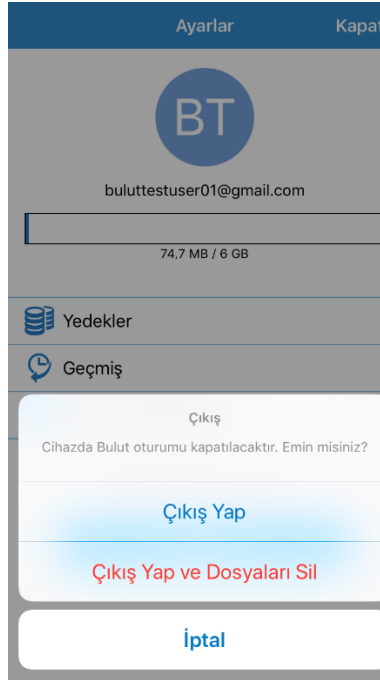 Ayarlar
Kapat
BT
buluttestuser01@gmail.com
74,7 MB / 6 GB
Yedekler
Geçmiş
Çıkış
Cihazda Bulut oturumu kapatılacaktır. Emin misiniz?
Çıkış Yap
Çıkış Yap ve Dosyaları Sil
İptal